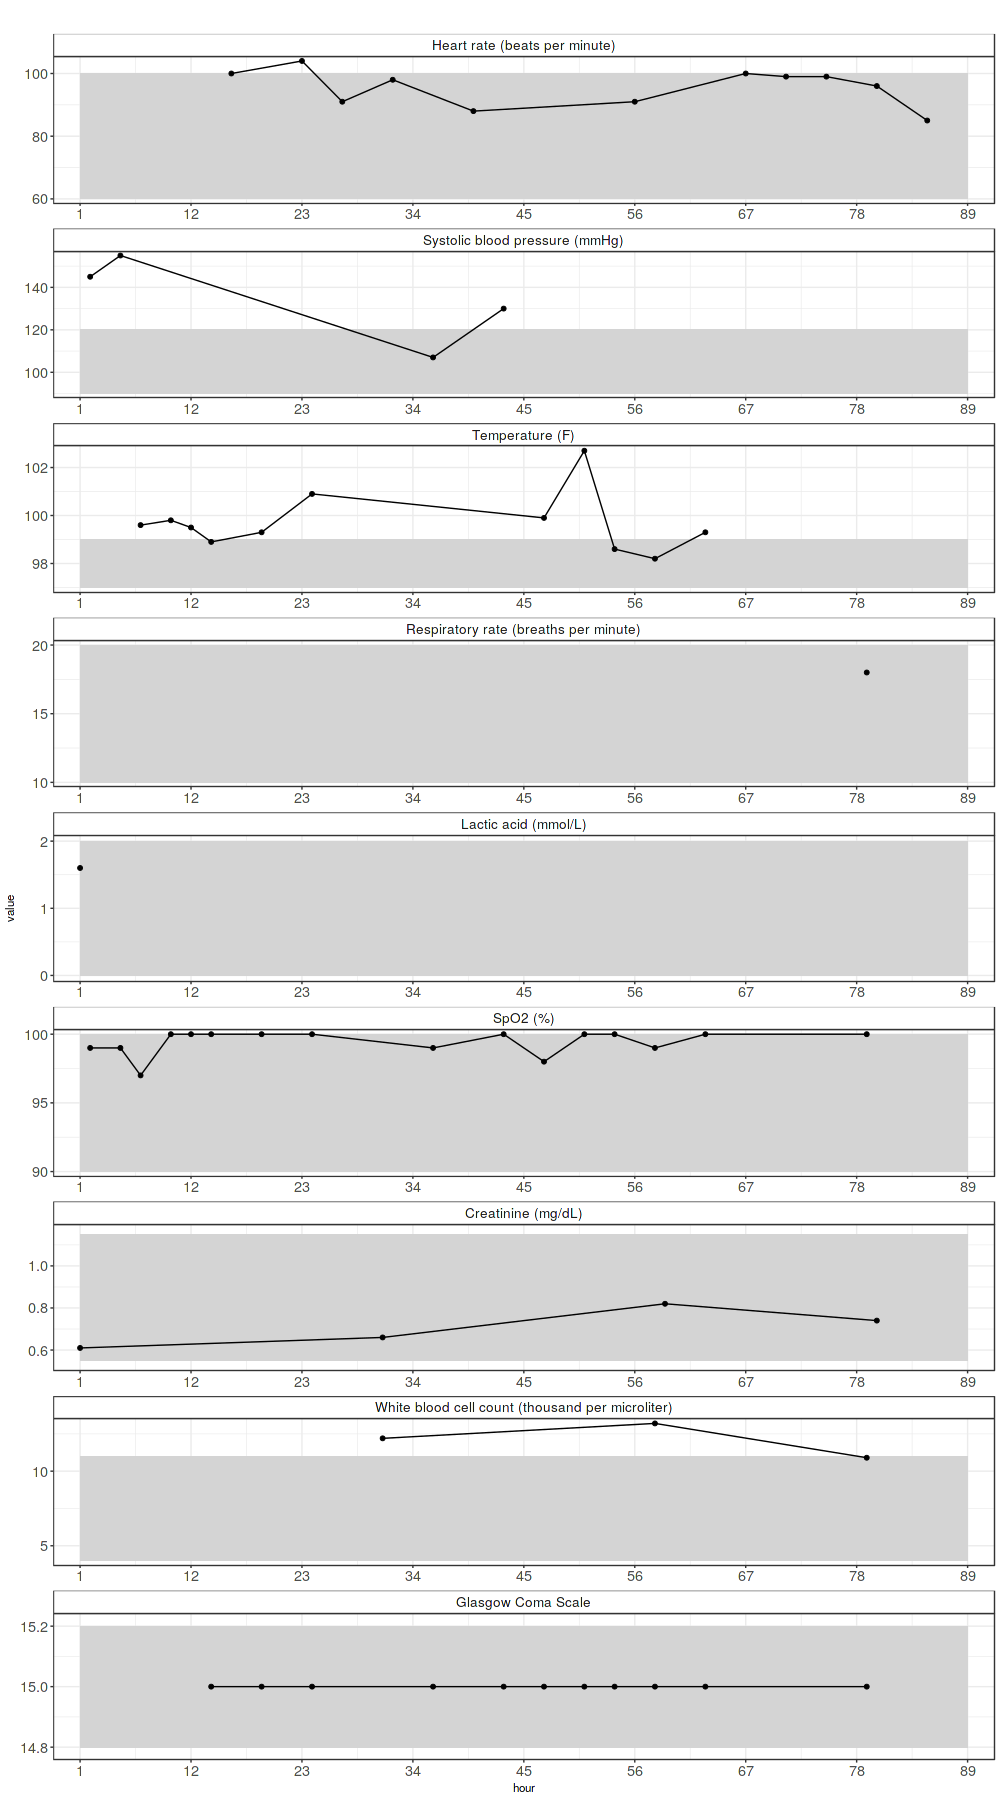 Heart rate (beats per minute)
100
80
60
1 12 23 34 45 56 67 78 89
Systolic blood pressure (mmHg)
140
120
100
1 12 23 34 45 56 67 78 89
Temperature (F)
102
100
98
1 12 23 34 45 56 67 78 89
Respiratory rate (breaths per minute)
20
15
10
1 12 23 34 45 56 67 78 89
Lactic acid (mmol/L)
2
1
0
1 12 23 34 45 56 67 78 89
value
SpO2 (%)
100
95
90
1 12 23 34 45 56 67 78 89
Creatinine (mg/dL)
1.0
0.8
0.6
1 12 23 34 45 56 67 78 89
White blood cell count (thousand per microliter)
10
5
1 12 23 34 45 56 67 78 89
Glasgow Coma Scale
15.2
15.0
14.8
1 12 23 34 45 56 67 78 89
hour